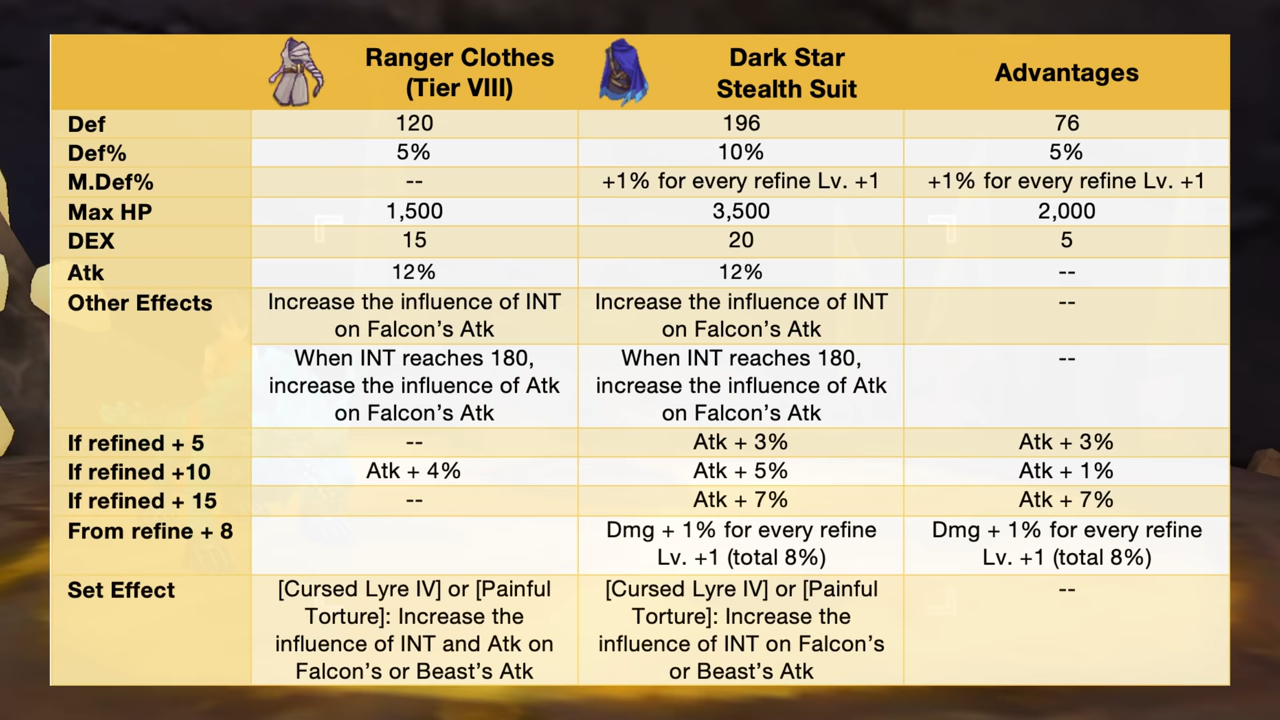 Ranger Clothes
(Tier VIII)
Dark Star
Stealth Suit
Advantages
Def
120
196
76
Def%
5%
10%
5%
M.Def%
--
+1% for every refine Lv. +1
+1% for every refine Lv. +1
Max HP
1,500
3,500
2,000
DEX
15
20
5
Atk
12%
12%
--
Other Effects
Increase the influence of INT
on Falcon's Atk
Increase the influence of INT
on Falcon's Atk
--
When INT reaches 180,
increase the influence of Atk
on Falcon's Atk
When INT reaches 180,
increase the influence of Atk
on Falcon's Atk
--
If refined + 5
--
Atk + 3%
Atk + 3%
If refined +10
Atk + 4%
Atk + 5%
Atk + 1%
If refined + 15
--
Atk + 7%
Atk + 7%
From refine + 8
Dmg + 1% for every refine
Lv. +1 (total 8%)
Dmg + 1% for every refine
Lv. +1 (total 8%)
Set Effect
[Cursed Lyre IV] or [Painful
Torture]: Increase the
influence of INT and Atk on
Falcon's or Beast's Atk
[Cursed Lyre IV] or [Painful
Torture]: Increase the
influence of INT on Falcon's
or Beast's Atk
--